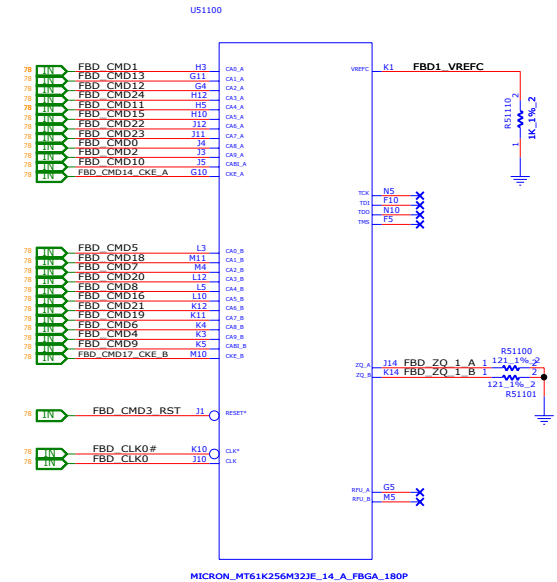 U51100
78 IN FBD_CMD1 H3 CA0_A
78 IN FBD_CMD13 G11 CA1_A
78 IN FBD_CMD12 G4 CA2_A
78 IN FBD_CMD24 H12 CA3_A
78 IN FBD_CMD11 H5 CA4_A
78 IN FBD_CMD15 H10 CA5_A
78 IN FBD_CMD22 J12 CA6_A
78 IN FBD_CMD23 J11 CA7_A
78 IN FBD_CMD0 J4 CA8_A
78 IN FBD_CMD2 J3 CA9_A
78 IN FBD_CMD10 J5 CABI_A
78 IN FBD_CMD14_CKE_A G10 CKE_A
VREFC K1 FBD1_VREFC
R51110
1K_1%_2
2
1
TCK N5
TDI F10
TDO N10
TMS F5
78 IN FBD_CMD5 L3 CA0_B
78 IN FBD_CMD18 M11 CA1_B
78 IN FBD_CMD7 M4 CA2_B
78 IN FBD_CMD20 L12 CA3_B
78 IN FBD_CMD8 L5 CA4_B
78 IN FBD_CMD16 L10 CA5_B
78 IN FBD_CMD21 K12 CA6_B
78 IN FBD_CMD19 K11 CA7_B
78 IN FBD_CMD6 K4 CA8_B
78 IN FBD_CMD4 K3 CA9_B
78 IN FBD_CMD9 K5 CABI_B
78 IN FBD_CMD17_CKE_B M10 CKE_B
R51100
121_1%_2
ZQ_A J14 FBD_ZQ_1_A 1 2
ZQ_B K14 FBD_ZQ_1_B 1 2
121_1%_2
R51101
78 IN FBD_CMD3_RST J1 RESET*
78 IN FBD_CLK0# K10 CLK*
78 IN FBD_CLK0 J10 CLK
RFU_A G5
RFU_B M5
MICRON_MT61K256M32JE_14_A_FBGA_180P